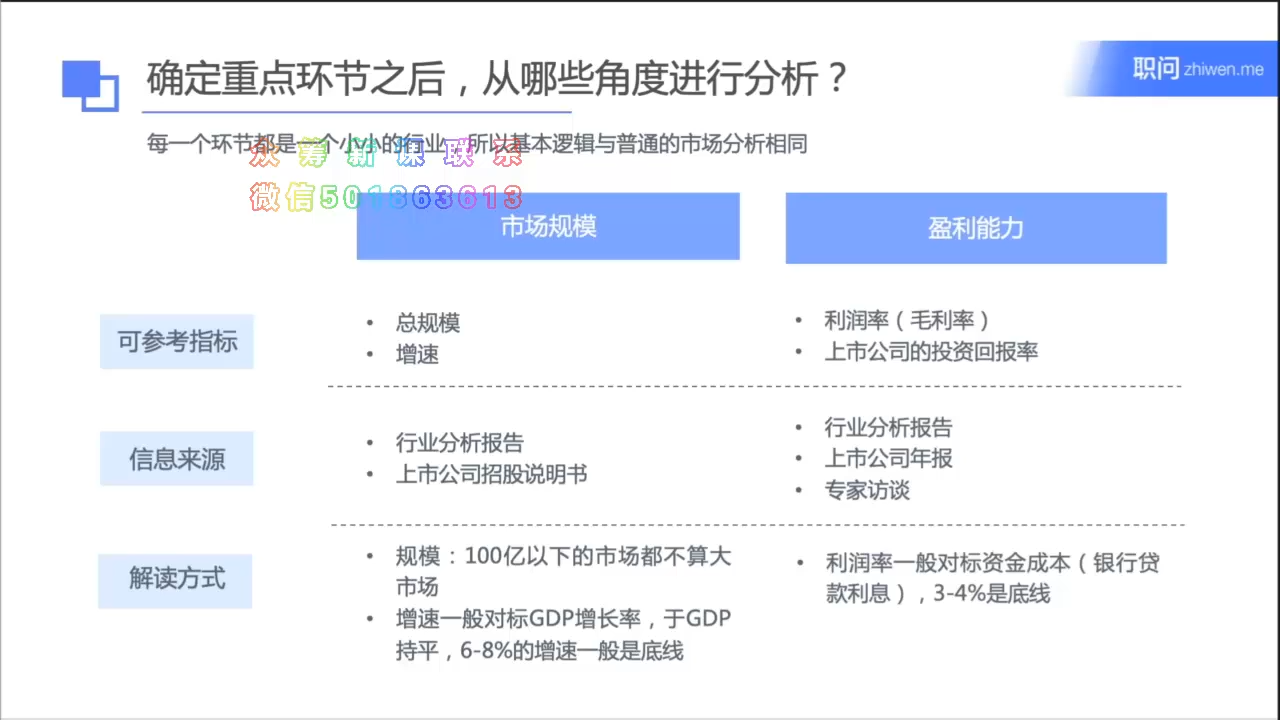 确定重点环节之后，从哪些角度进行分析？
职问 zhiwen.me
每一个环节都是一个小小的行业，所以基本逻辑与普通的市场分析相同
众筹新课联系
微信501863613
市场规模
盈利能力
可参考指标
• 总规模
• 增速
• 利润率（毛利率）
• 上市公司的投资回报率
信息来源
• 行业分析报告
• 上市公司招股说明书
• 行业分析报告
• 上市公司年报
• 专家访谈
解读方式
• 规模：100亿以下的市场都不算大
市场
• 增速一般对标GDP增长率，于GDP
持平，6-8%的增速一般是底线
• 利润率一般对标资金成本（银行贷
款利息），3-4%是底线